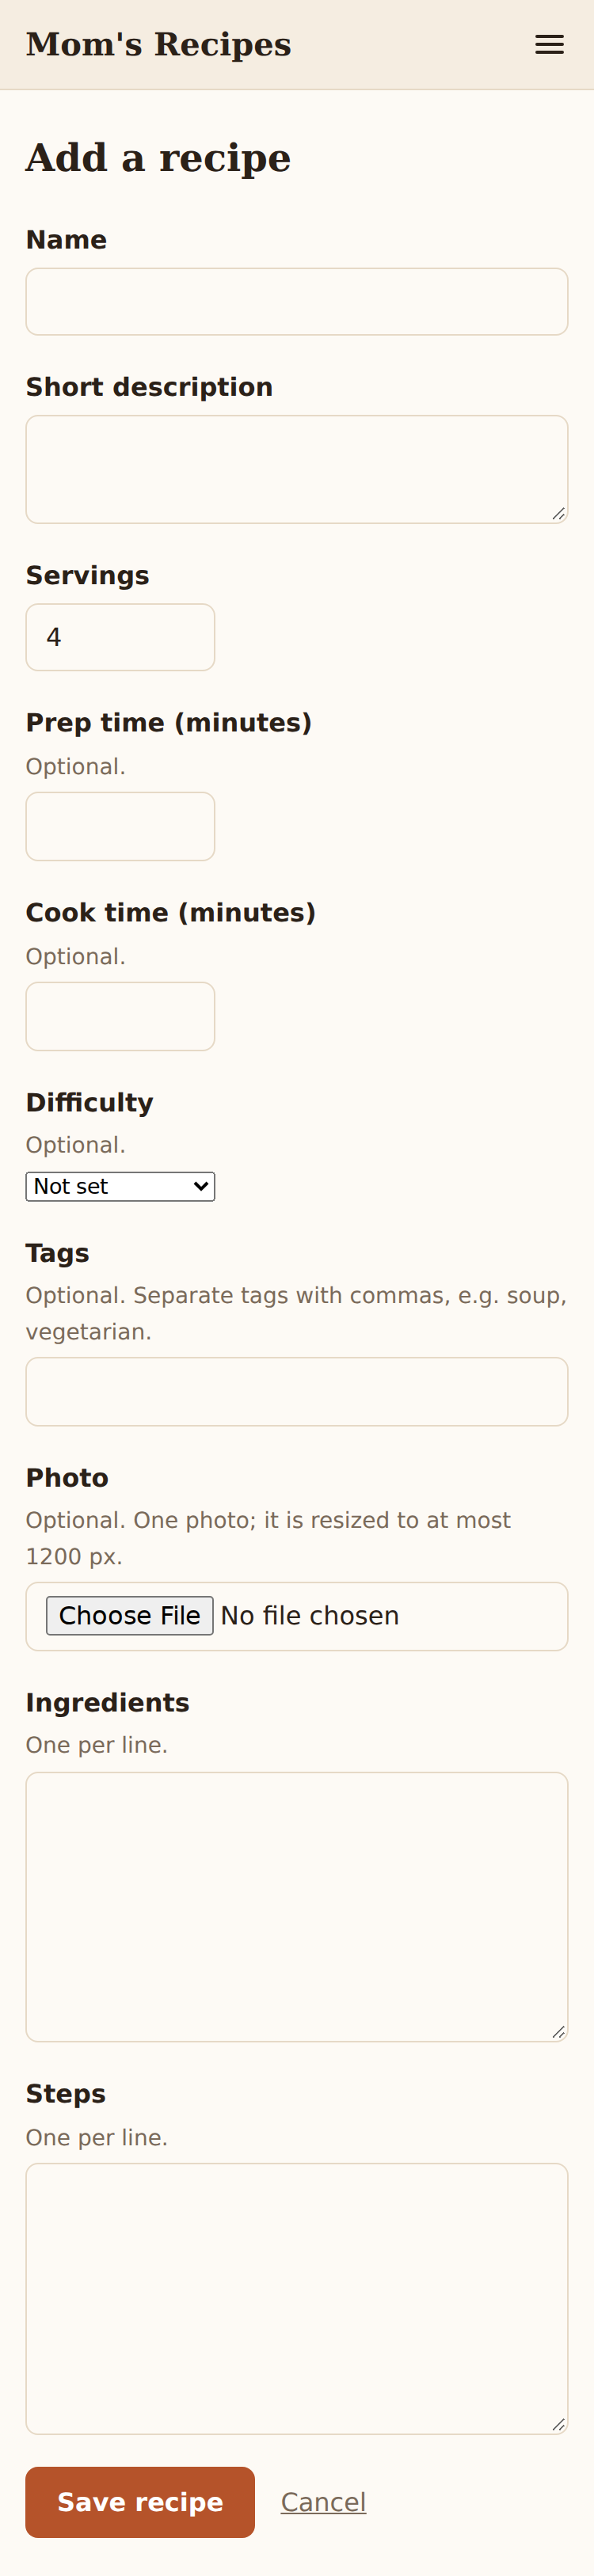 Mom's Recipes
Add a recipe
Name
Short description
Servings
4
Prep time (minutes)
Optional.
Cook time (minutes)
Optional.
Difficulty
Optional.
Not set
Tags
Optional. Separate tags with commas, e.g. soup,
vegetarian.
Photo
Optional. One photo; it is resized to at most
1200 px.
Choose File No file chosen
Ingredients
One per line.
Steps
One per line.
Save recipe Cancel